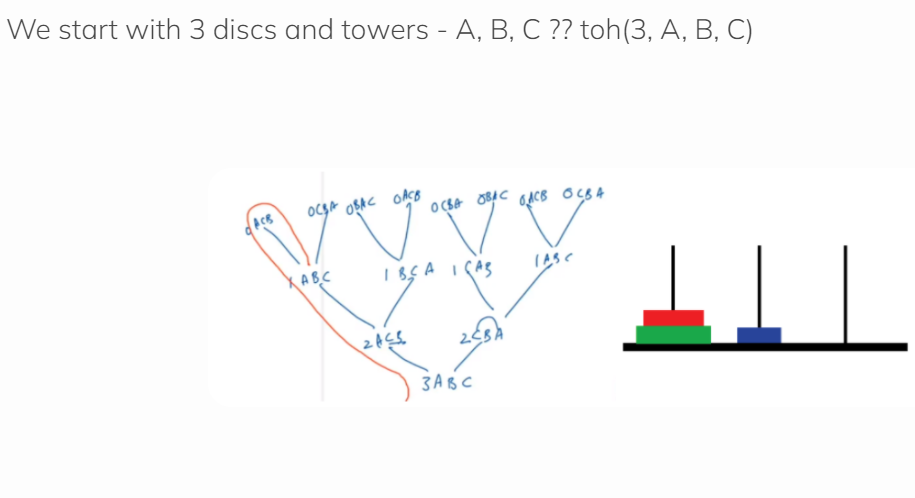 We start with 3 discs and towers - A, B, C ?? toh(3, A, B, C)
0ACB 0CBA 0BAC 0ACB 0CBA 0BAC 0ACB 0CBA
1ABC 1BCA 1CAB 1ABC
2ACB 2CBA
3ABC